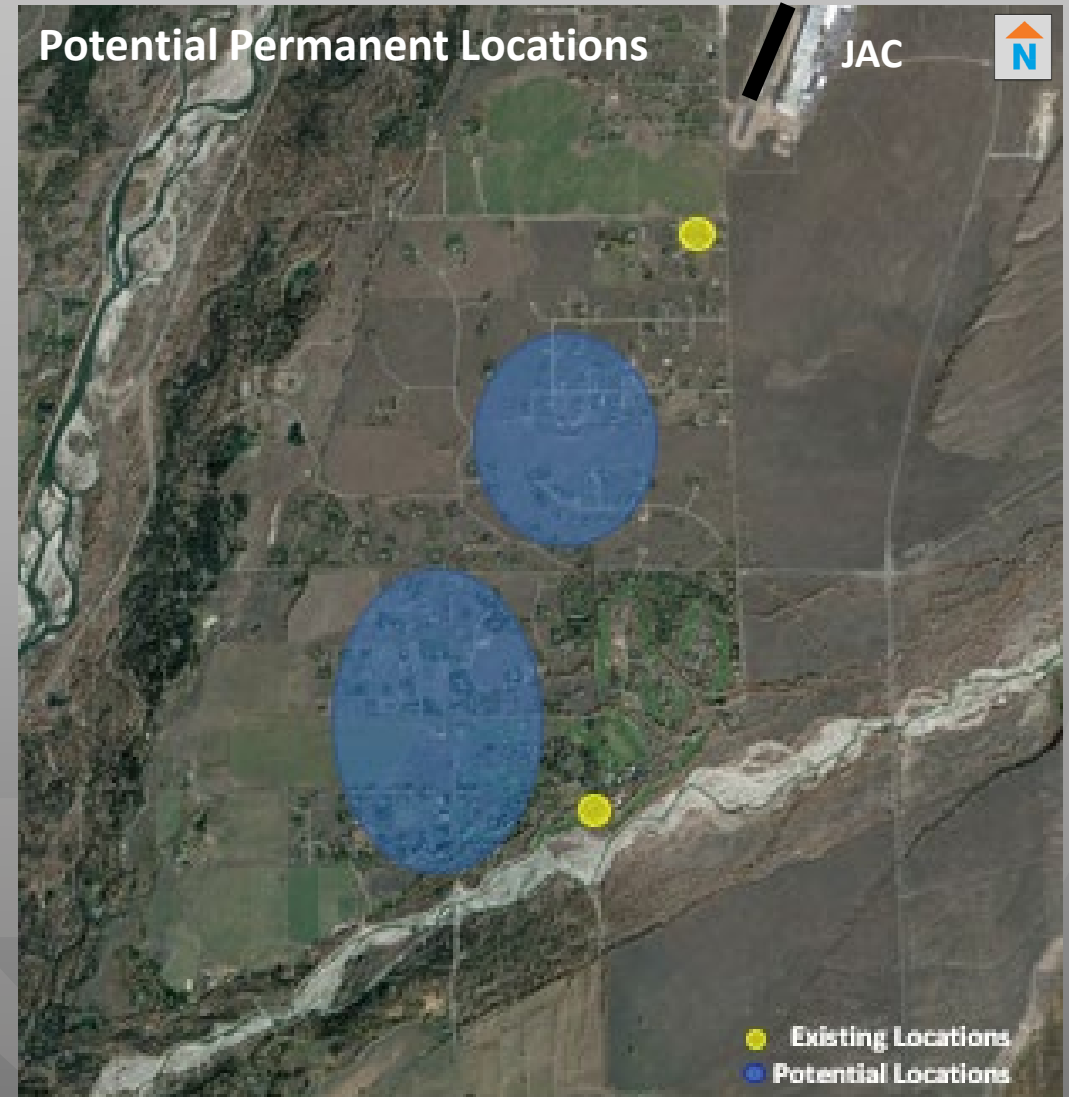 Potential Permanent Locations
JAC
N
Existing Locations
Potential Locations